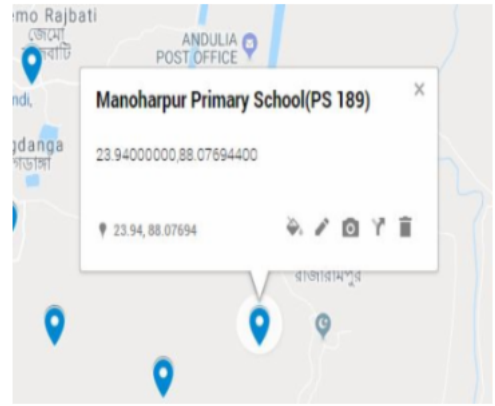 emo Rajbati
জেমো
জবাটি
ANDULIA
POST OFFICE
ndi,
gdanga
গডাঙ্গা
Manoharpur Primary School(PS 189)
23.94000000,88.07694400
23.94, 88.07694
রাজারামপুর